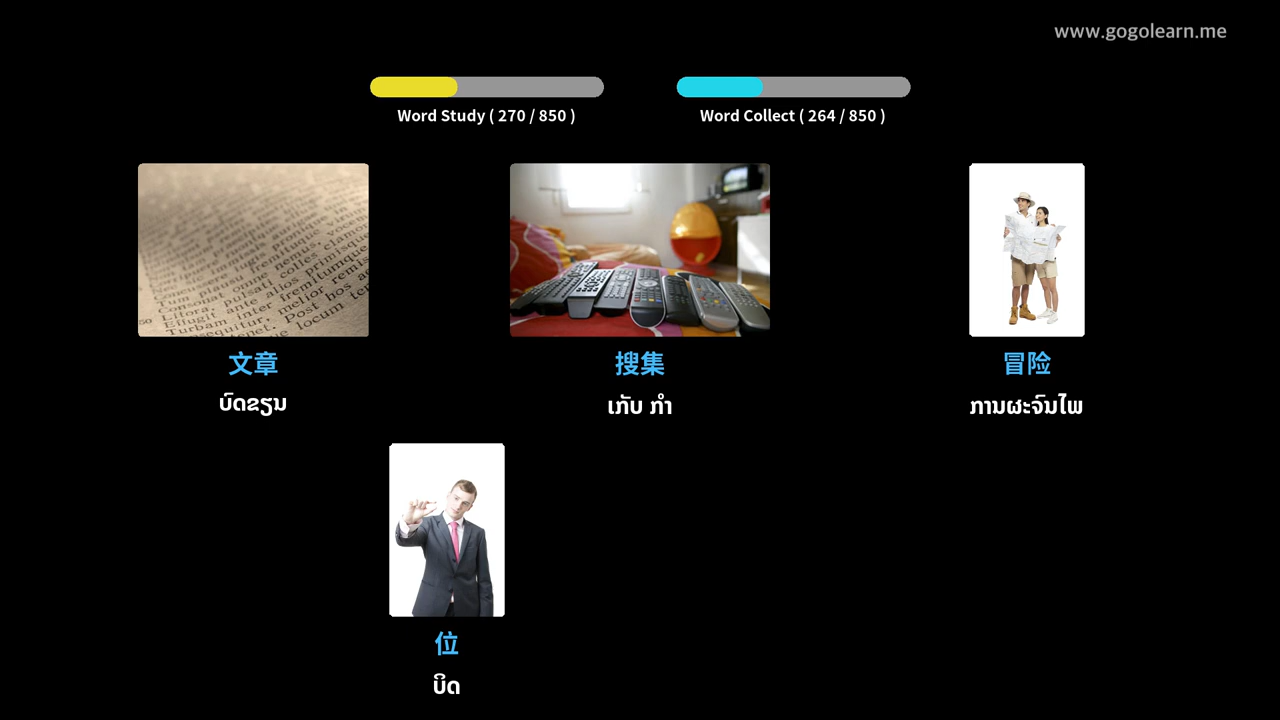 www.gogolearn.me
Word Study ( 270 / 850 )
Word Collect ( 264 / 850 )
文章
搜集
冒险
ບົດຂຽນ
ເກັບ ກຳ
ການຜະຈົນໄພ
位
ບິດ